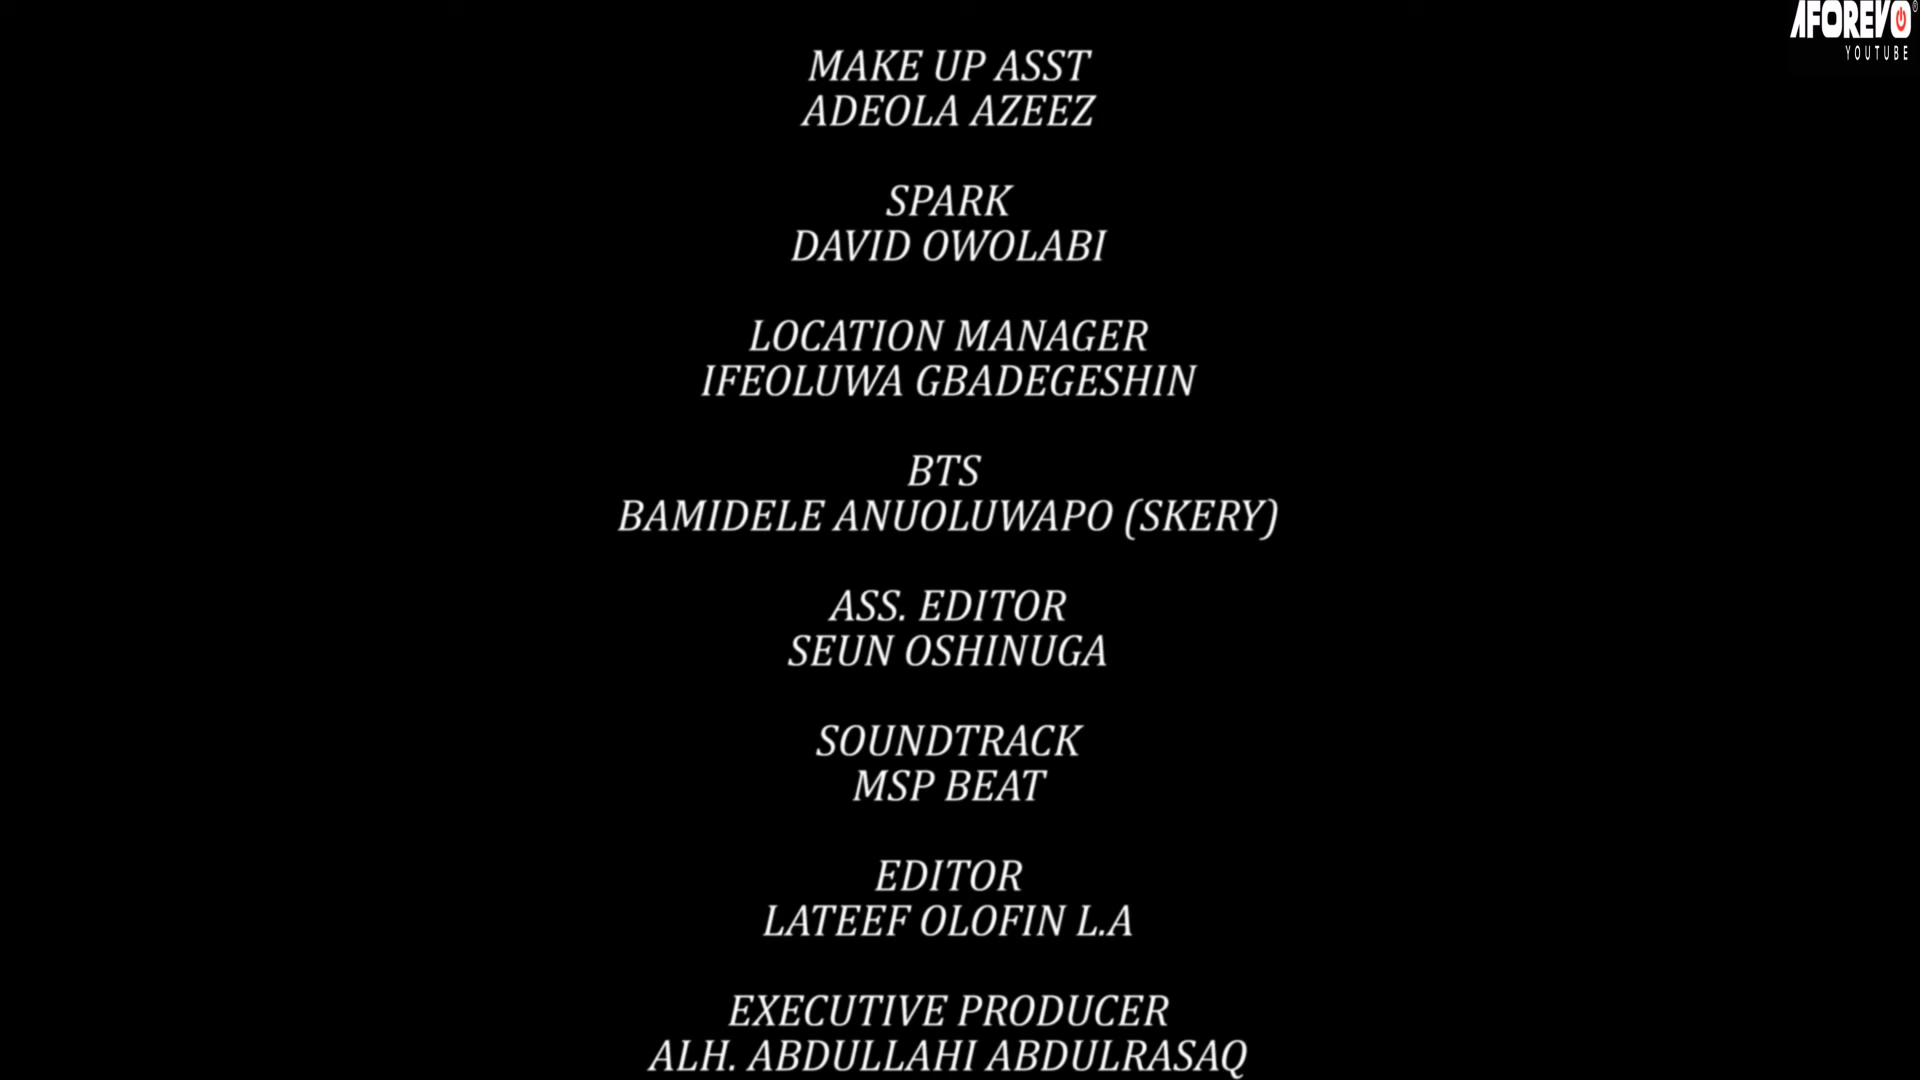 AFOREVO
YOUTUBE
MAKE UP ASST
ADEOLA AZEEZ
SPARK
DAVID OWOLABI
LOCATION MANAGER
IFEOLUWA GBADEGESHIN
BTS
BAMIDELE ANUOLUWAPO (SKERY)
ASS. EDITOR
SEUN OSHINUGA
SOUNDTRACK
MSP BEAT
EDITOR
LATEEF OLOFIN L.A
EXECUTIVE PRODUCER
ALH. ABDULLAHI ABDULRASAQ